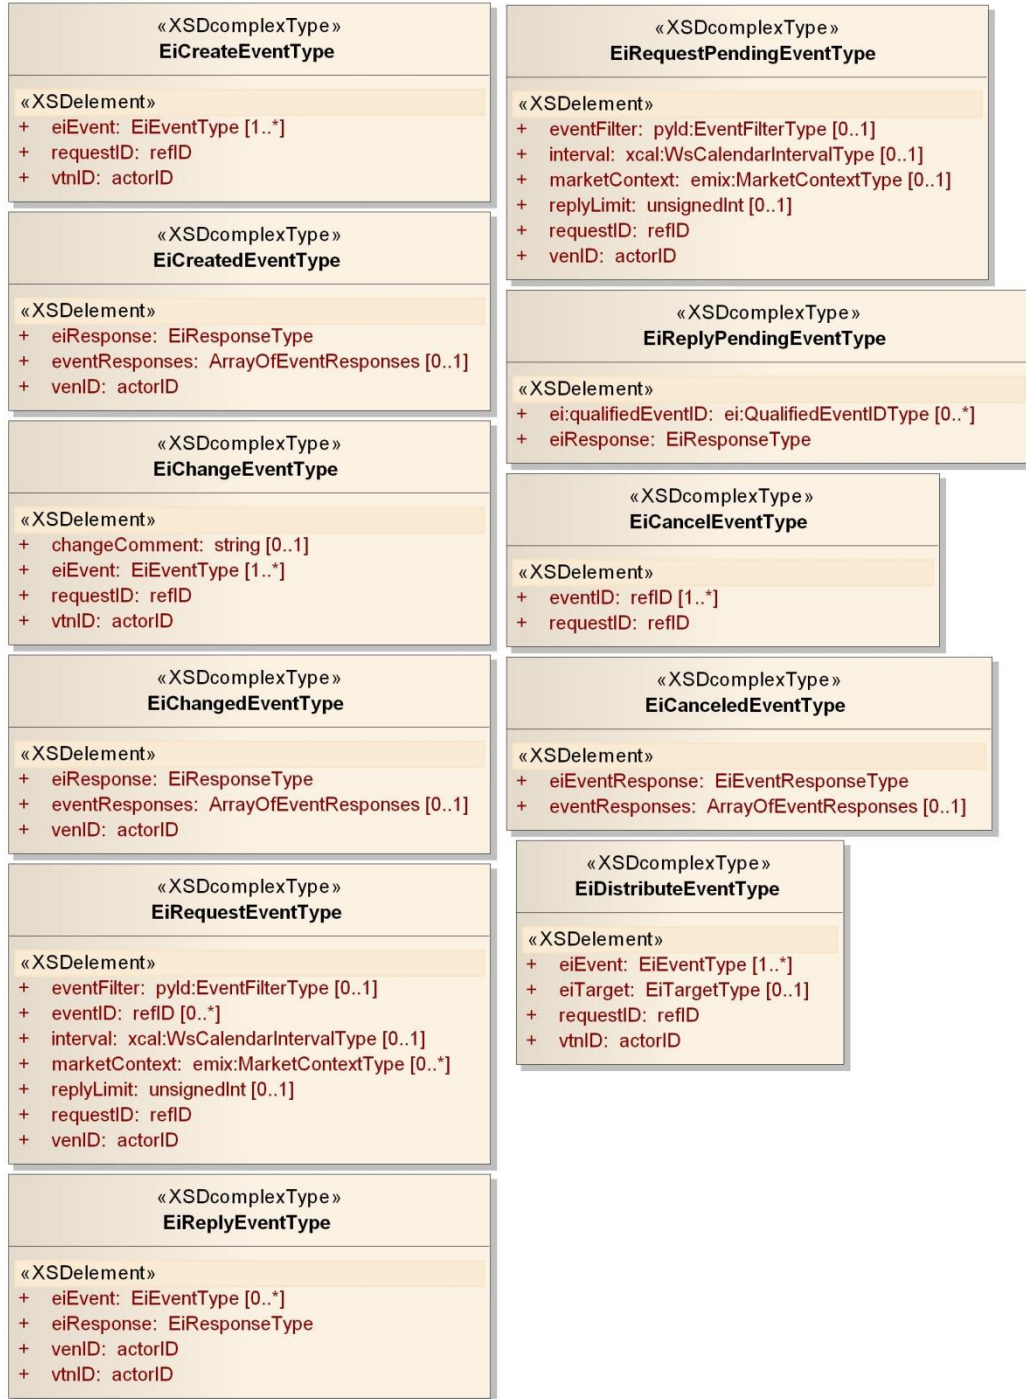 «XSDcomplexType»
EiCreateEventType
«XSDelement»
+ eiEvent: EiEventType [1..*]
+ requestID: refID
+ vtnID: actorID
«XSDcomplexType»
EiCreatedEventType
«XSDelement»
+ eiResponse: EiResponseType
+ eventResponses: ArrayOfEventResponses [0..1]
+ venID: actorID
«XSDcomplexType»
EiChangeEventType
«XSDelement»
+ changeComment: string [0..1]
+ eiEvent: EiEventType [1..*]
+ requestID: refID
+ vtnID: actorID
«XSDcomplexType»
EiChangedEventType
«XSDelement»
+ eiResponse: EiResponseType
+ eventResponses: ArrayOfEventResponses [0..1]
+ venID: actorID
«XSDcomplexType»
EiRequestEventType
«XSDelement»
+ eventFilter: pyld:EventFilterType [0..1]
+ eventID: refID [0..*]
+ interval: xcal:WsCalendarIntervalType [0..1]
+ marketContext: emix:MarketContextType [0..*]
+ replyLimit: unsignedInt [0..1]
+ requestID: refID
+ venID: actorID
«XSDcomplexType»
EiReplyEventType
«XSDelement»
+ eiEvent: EiEventType [0..*]
+ eiResponse: EiResponseType
+ venID: actorID
+ vtnID: actorID
«XSDcomplexType»
EiRequestPendingEventType
«XSDelement»
+ eventFilter: pyld:EventFilterType [0..1]
+ interval: xcal:WsCalendarIntervalType [0..1]
+ marketContext: emix:MarketContextType [0..1]
+ replyLimit: unsignedInt [0..1]
+ requestID: refID
+ venID: actorID
«XSDcomplexType»
EiReplyPendingEventType
«XSDelement»
+ ei:qualifiedEventID: ei:QualifiedEventIDType [0..*]
+ eiResponse: EiResponseType
«XSDcomplexType»
EiCancelEventType
«XSDelement»
+ eventID: refID [1..*]
+ requestID: refID
«XSDcomplexType»
EiCanceledEventType
«XSDelement»
+ eiEventResponse: EiEventResponseType
+ eventResponses: ArrayOfEventResponses [0..1]
«XSDcomplexType»
EiDistributeEventType
«XSDelement»
+ eiEvent: EiEventType [1..*]
+ eiTarget: EiTargetType [0..1]
+ requestID: refID
+ vtnID: actorID